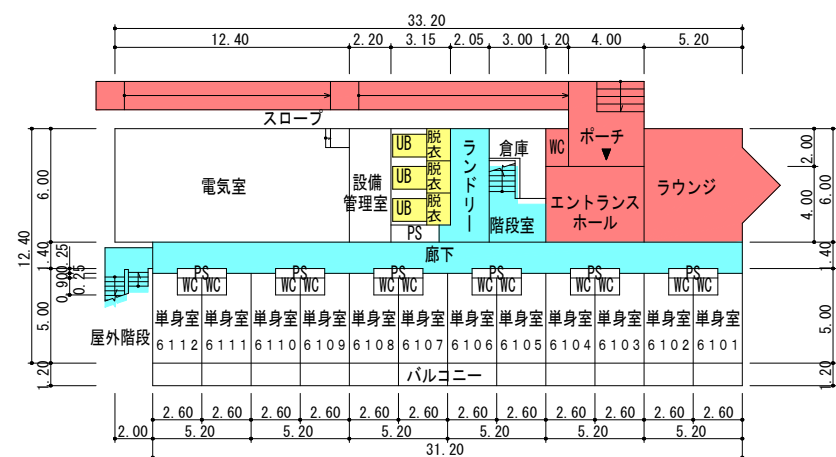 33.20
12.40 2.20 3.15 2.05 3.00 1.20 4.00 5.20
スロープ
UB 脱衣
UB 脱衣
UB 脱衣
ランドリー
倉庫
WC
ポーチ
電気室
設備
管理室
PS
階段室
エントランス
ホール
ラウンジ
廊下
12.40
6.00
1.40
0.25
0.90
0.25
5.00
1.20
2.00
4.00
6.00
1.40
5.00
1.20
PS PS PS PS PS PS
WC WC WC WC WC WC WC WC WC WC WC WC
単身室 単身室 単身室 単身室 単身室 単身室 単身室 単身室 単身室 単身室 単身室 単身室
6112 6111 6110 6109 6108 6107 6106 6105 6104 6103 6102 6101
屋外階段
バルコニー
2.60 2.60 2.60 2.60 2.60 2.60 2.60 2.60 2.60 2.60 2.60 2.60
2.00 5.20 5.20 5.20 5.20 5.20 5.20
31.20